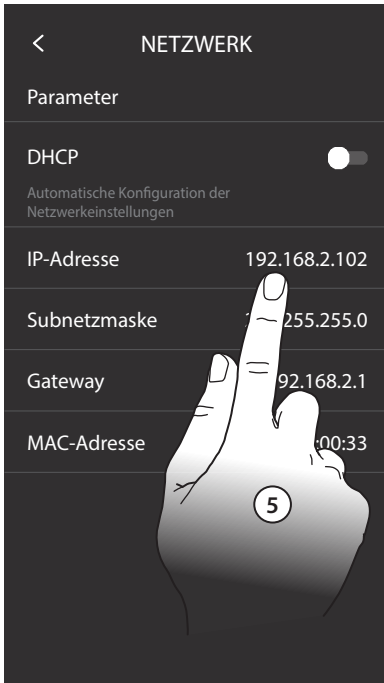 NETZWERK
Parameter
DHCP
Automatische Konfiguration der
Netzwerkeinstellungen
IP-Adresse 192.168.2.102
Subnetzmaske 255.255.0
Gateway 92.168.2.1
MAC-Adresse :00:33
5